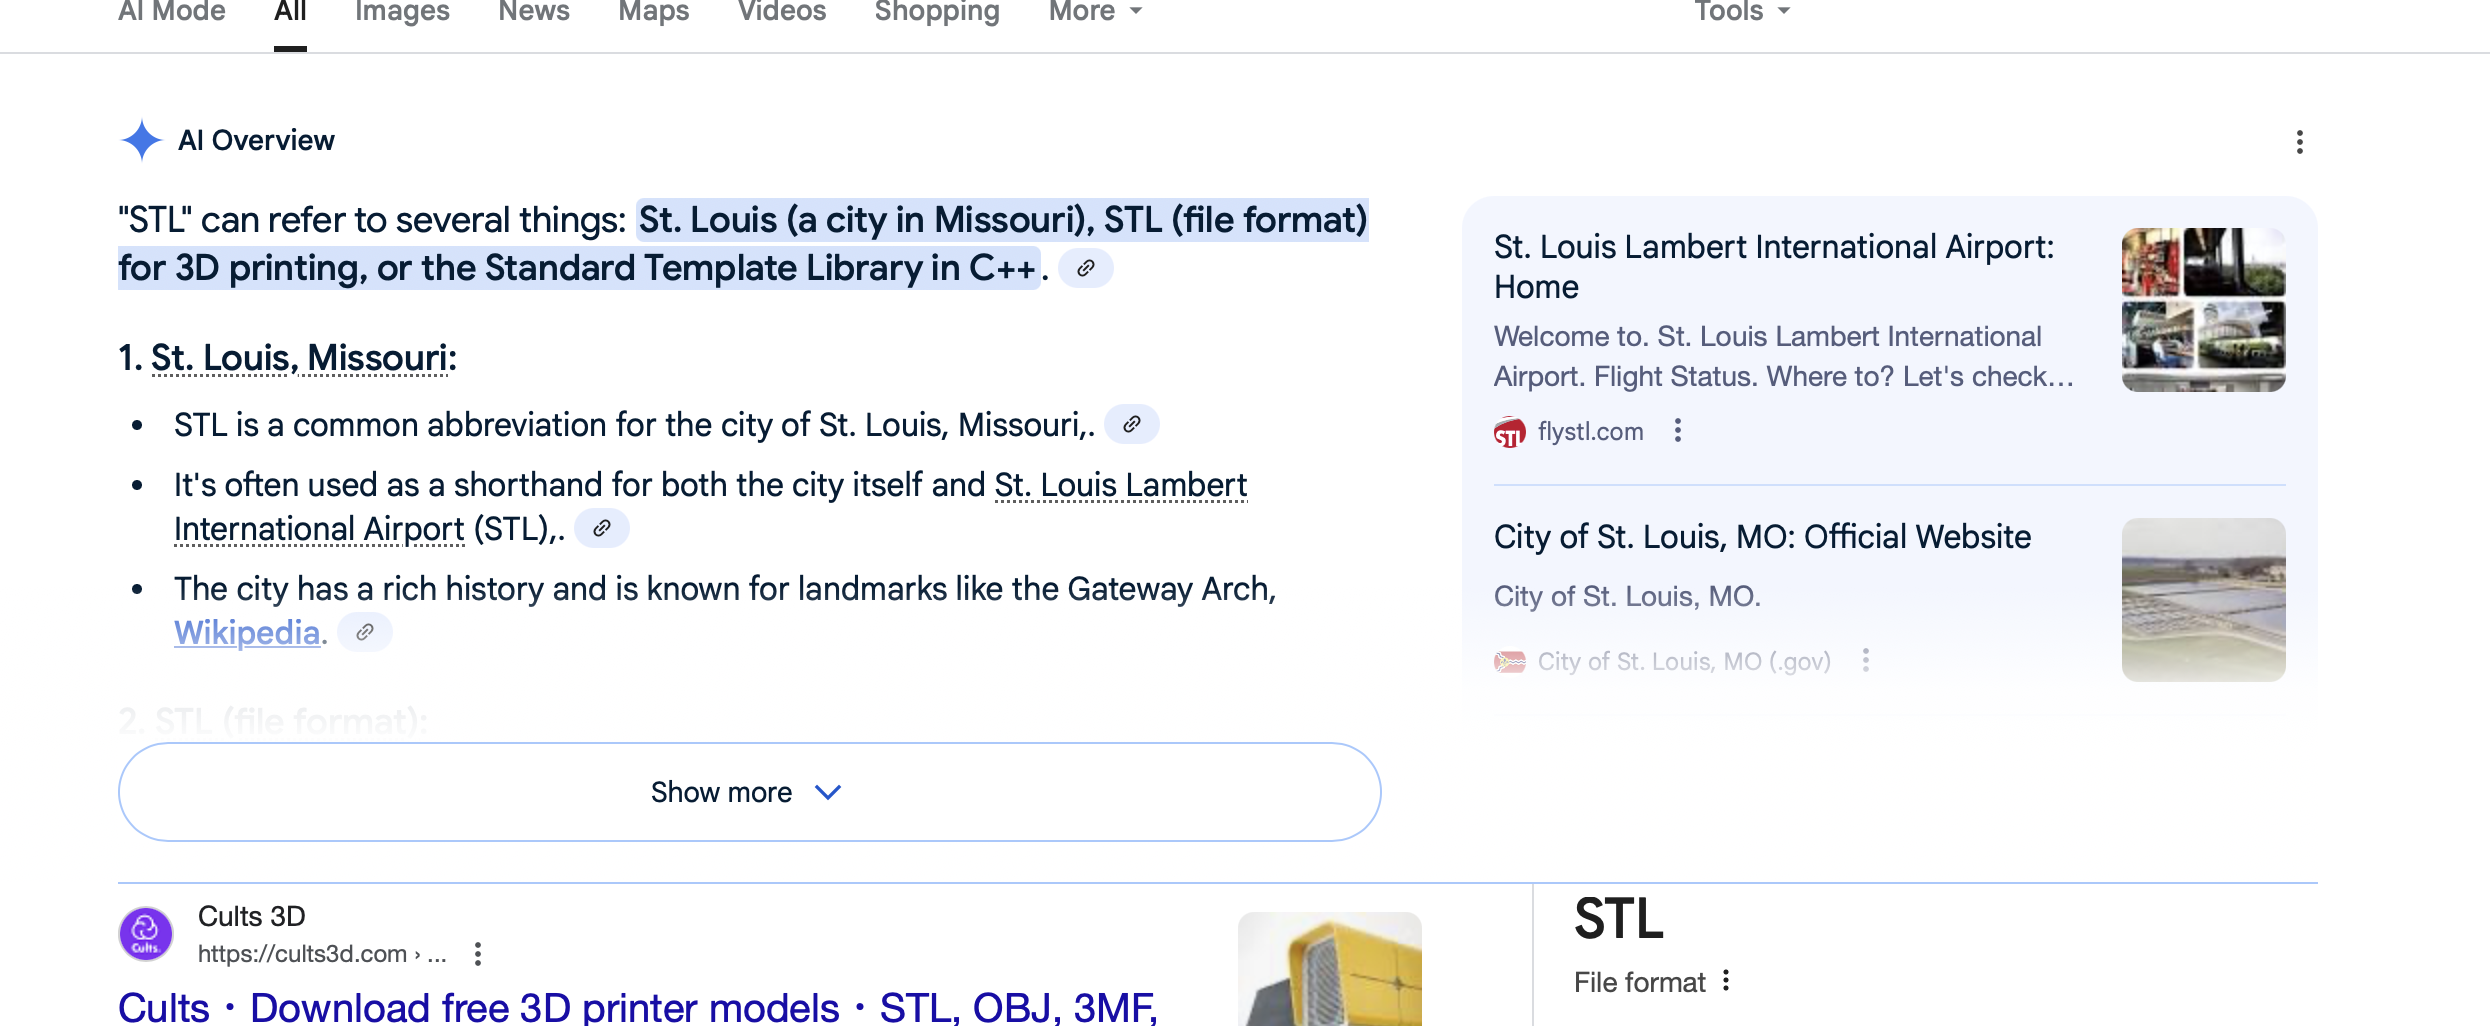 AI Mode
All
Images
News
Maps
Videos
Shopping
More
Tools
AI Overview
"STL" can refer to several things: St. Louis (a city in Missouri), STL (file format)
for 3D printing, or the Standard Template Library in C++.
1. St. Louis, Missouri:
• STL is a common abbreviation for the city of St. Louis, Missouri,.
• It's often used as a shorthand for both the city itself and St. Louis Lambert
International Airport (STL),.
• The city has a rich history and is known for landmarks like the Gateway Arch,
Wikipedia.
2. STL (file format):
Show more
St. Louis Lambert International Airport:
Home
Welcome to. St. Louis Lambert International
Airport. Flight Status. Where to? Let's check...
STL
flystl.com
City of St. Louis, MO: Official Website
City of St. Louis, MO.
City of St. Louis, MO (.gov)
Cults.
Cults 3D
https://cults3d.com › ...
Cults · Download free 3D printer models · STL, OBJ, 3MF,
STL
File format